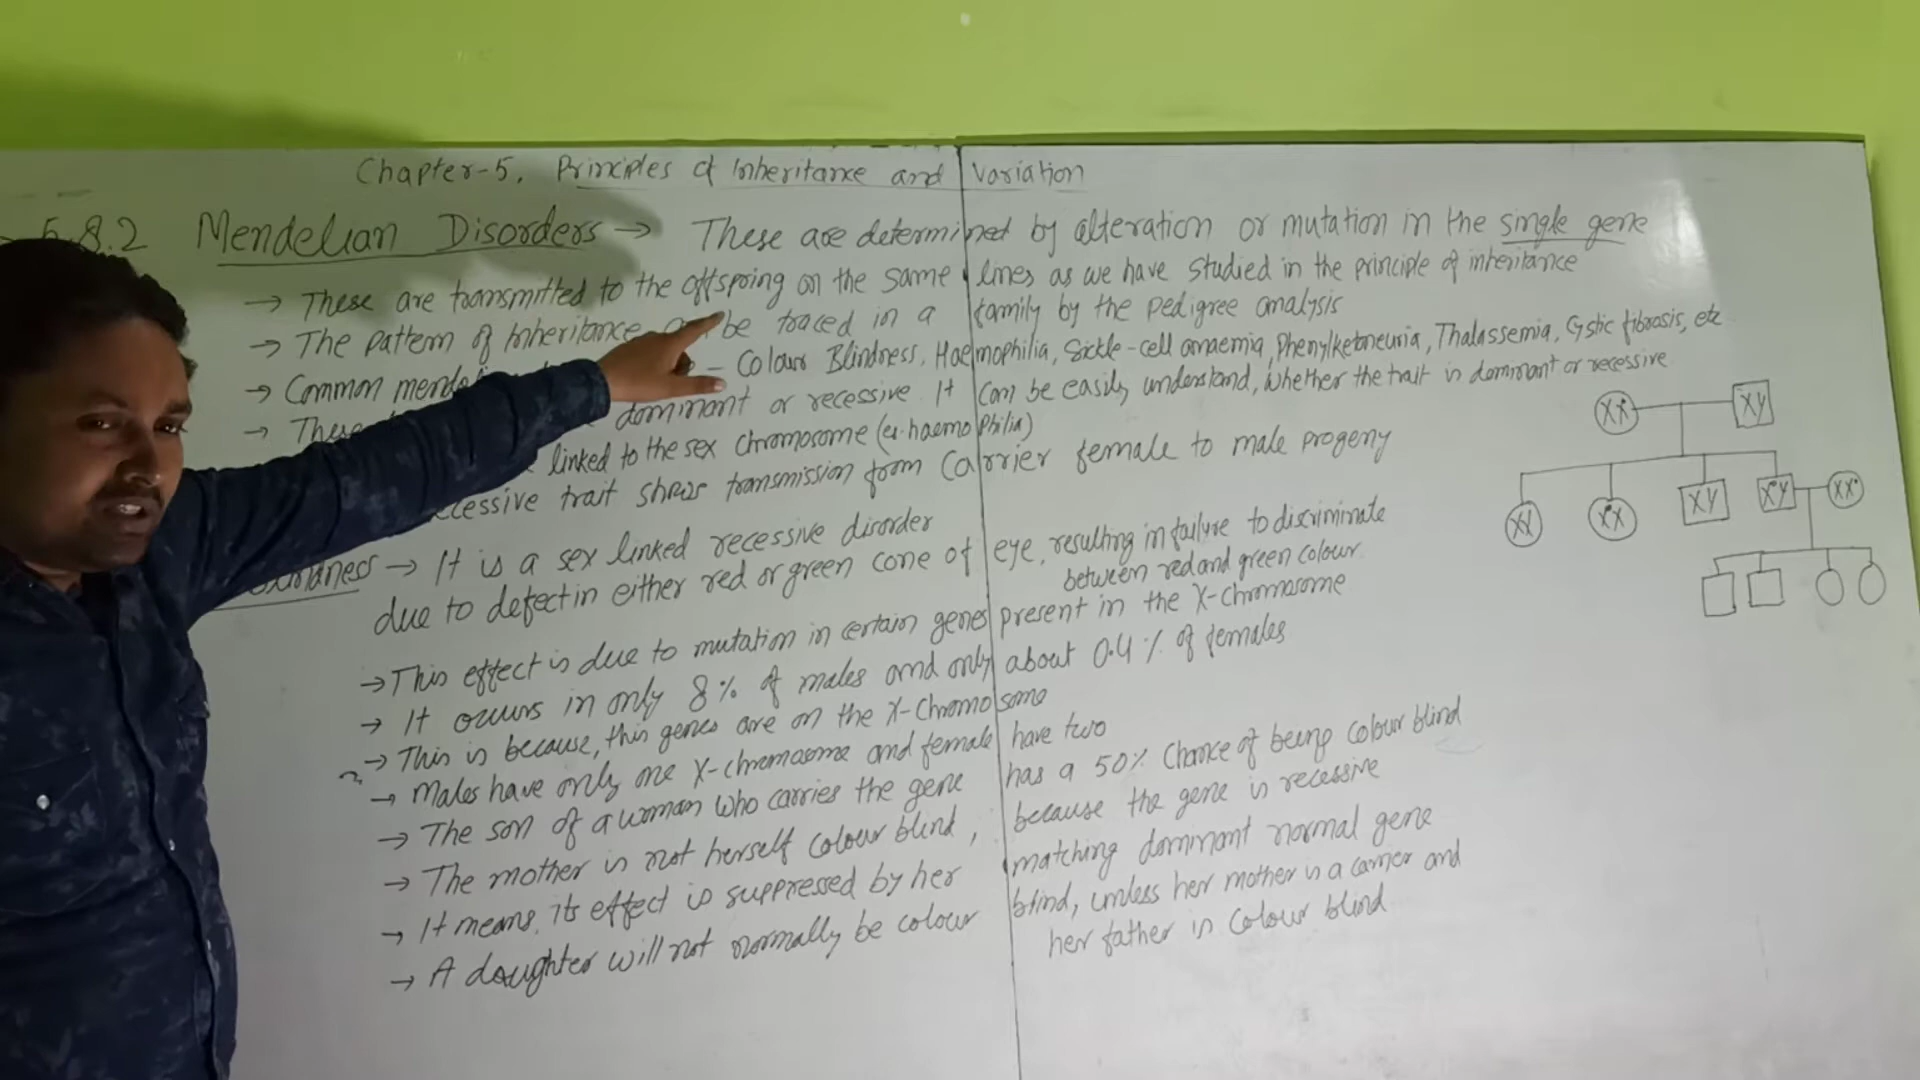 Chapter-5. Principles of Inheritance and Variation
5.8.2 Mendelian Disorders → These are determined by alteration or mutation in the single gene
→ These are transmitted to the offspring on the same lines as we have studied in the principle of inheritance
→ The pattern of Inheritance be traced in a family by the pedigree analysis
→ Common - Colour Blindness, Haemophilia, Sickle-cell anaemia, Phenylketoneuria, Thalassemia, Cystic fibrosis, etc
→ These dominant or recessive. It can be easily understand, whether the trait is dominant or recessive
linked to the sex chromosome (eg. haemophilia)
trait shows transmission from carrier female to male progeny
→ It is a sex linked recessive disorder
due to defect in either red or green cone of eye, resulting in failure to discriminate
between red and green colour
→ This effect is due to mutation in certain genes present in the X-chromosome
→ It occurs in only 8% of males and only about 0.4% of females
→ This is because, this genes are on the X-chromosome
→ Males have only one X-chromosome and female have two
→ The son of a woman who carries the gene has a 50% Chance of being colour blind
→ The mother is not herself colour blind, because the gene is recessive
→ It means, its effect is suppressed by her matching dominant normal gene
→ A daughter will not normally be colour blind, unless her mother is a carrier and
her father is colour blind
XX• XY
XX X•X XY X•Y XX•